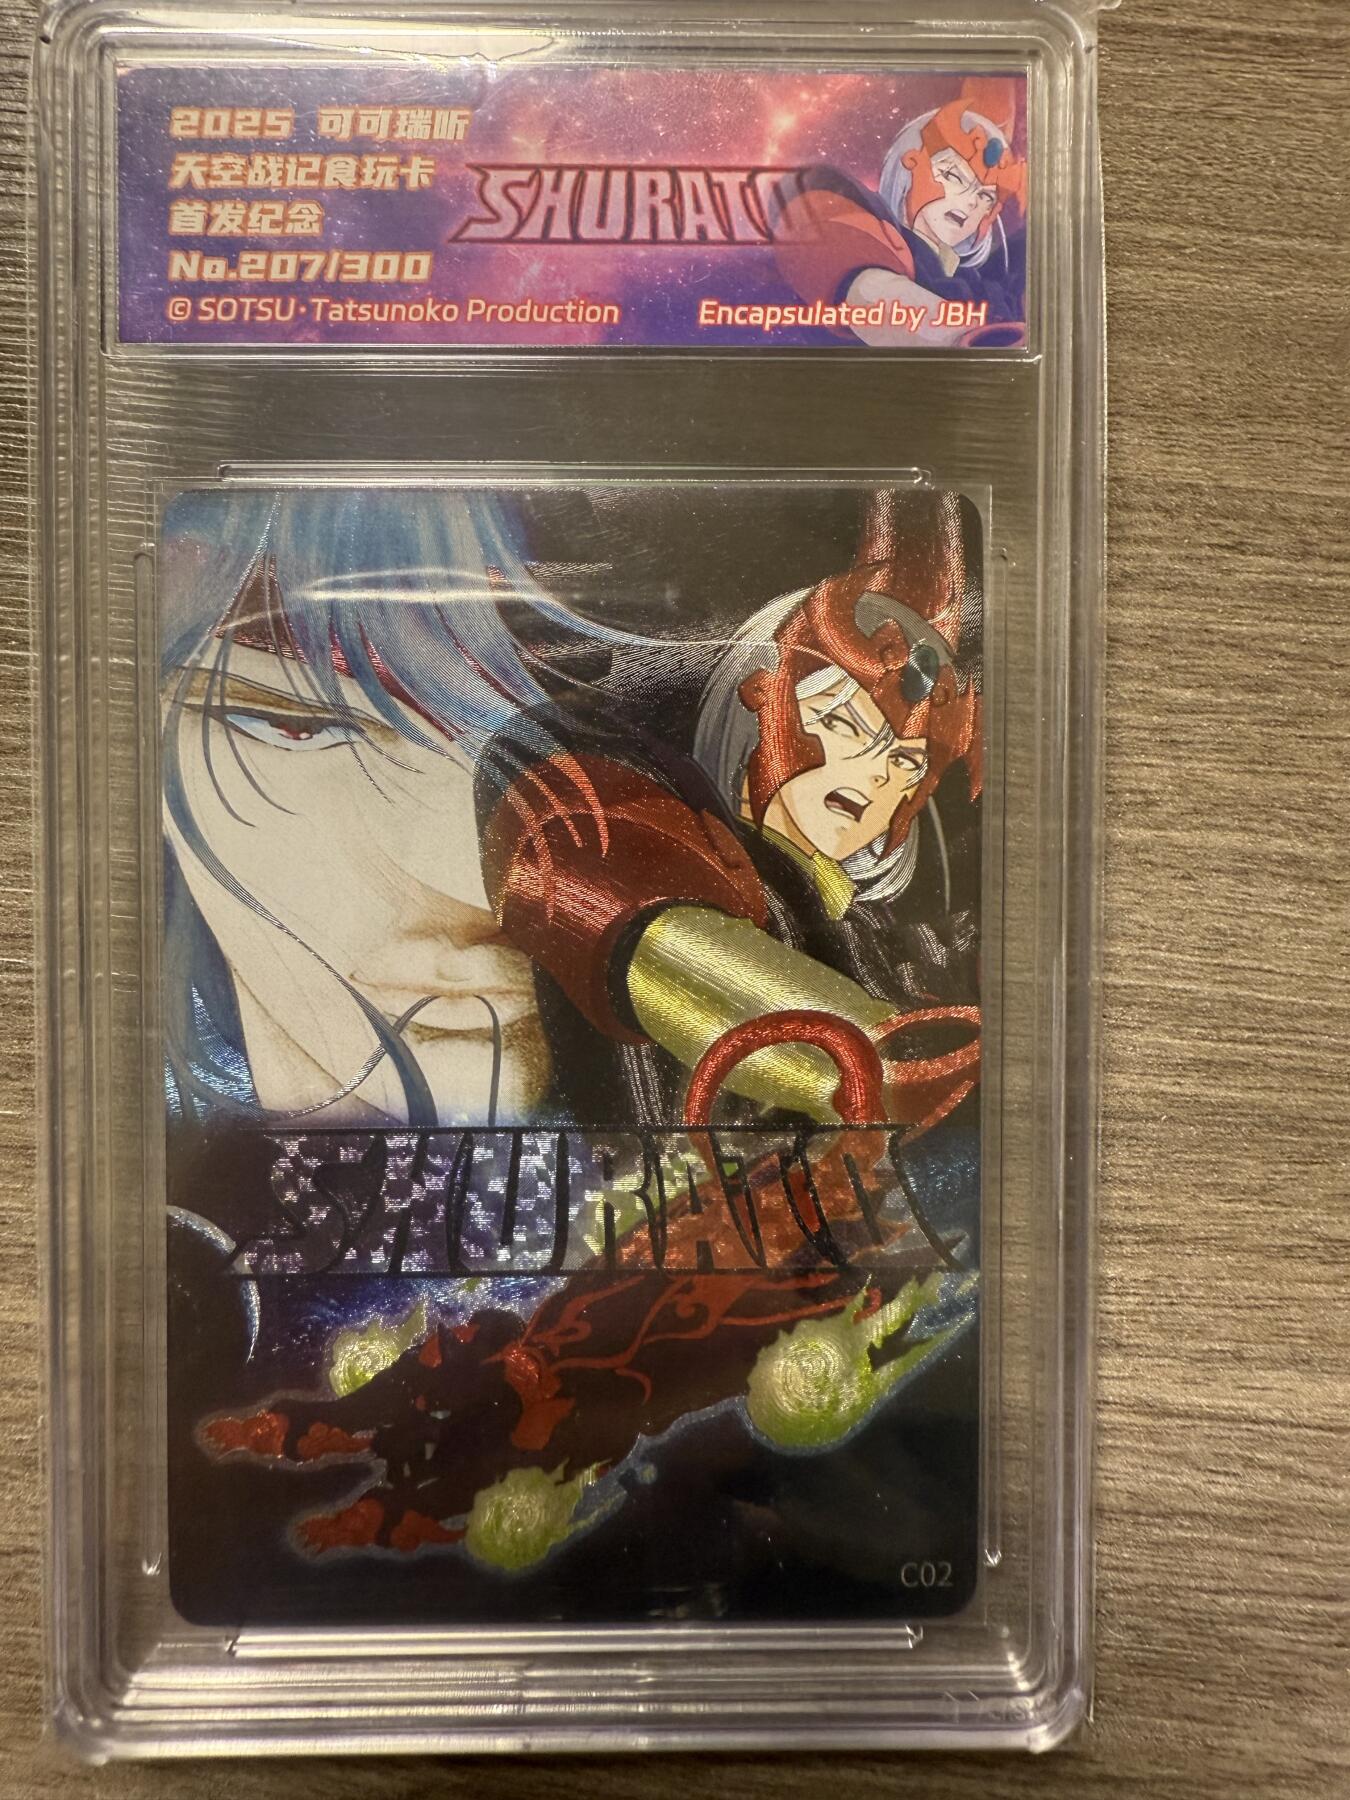 2025 可可瑞听
天空战记食玩卡
首发纪念
No.207/300
SHURATO
© SOTSU·Tatsunoko Production
Encapsulated by JBH
SHURATO
C02